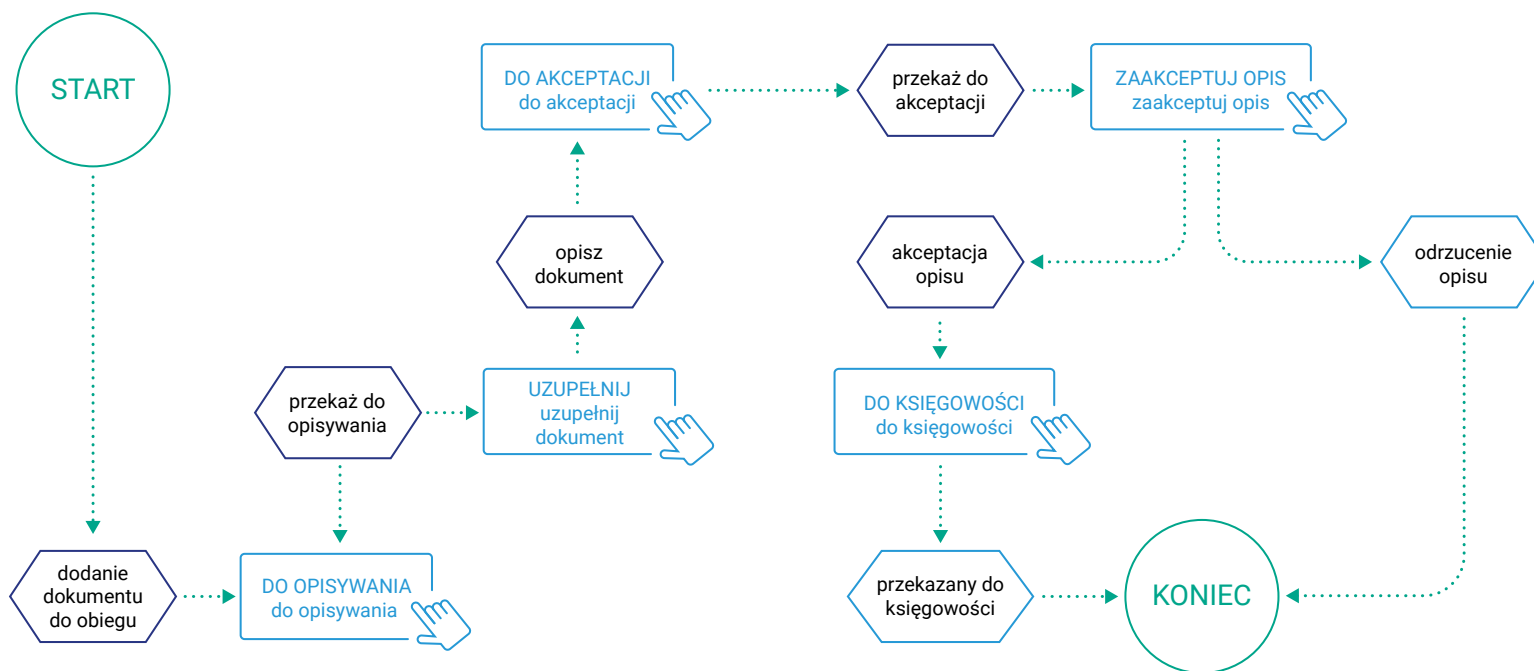 START
DO AKCEPTACJI
do akceptacji
przekaż do
akceptacji
ZAAKCEPTUJ OPIS
zaakceptuj opis
opisz
dokument
akceptacja
opisu
odrzucenie
opisu
przekaż do
opisywania
UZUPEŁNIJ
uzupełnij
dokument
DO KSIĘGOWOŚCI
do księgowości
dodanie
dokumentu
do obiegu
DO OPISYWANIA
do opisywania
przekazany do
księgowości
KONIEC